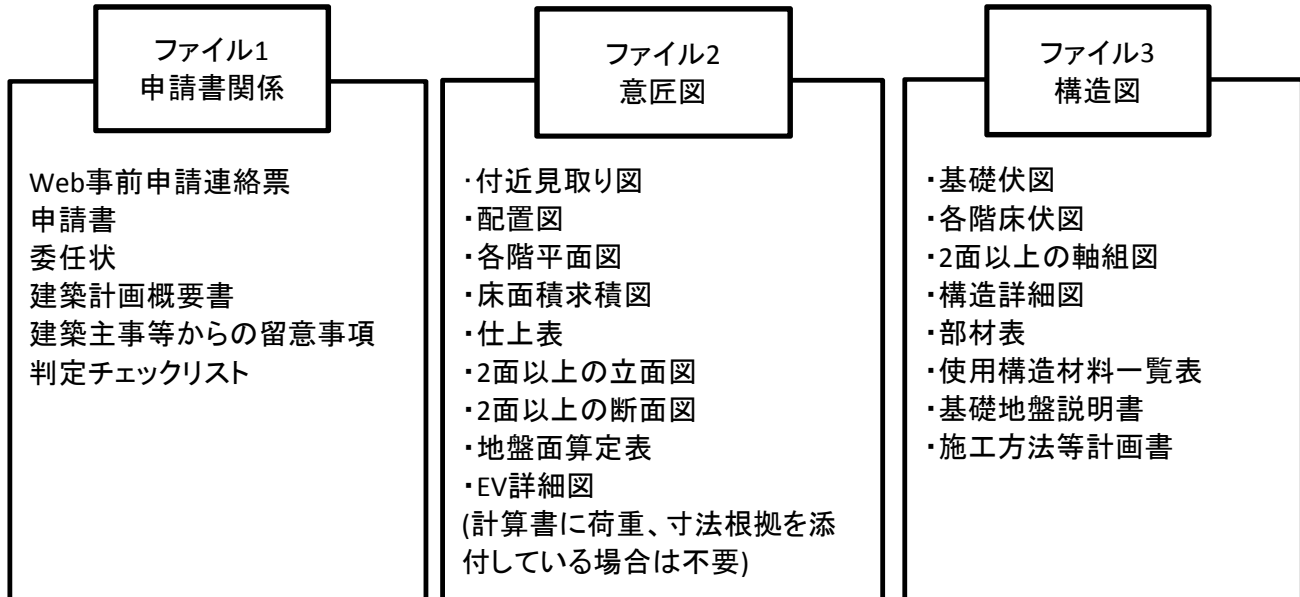 ファイル1
申請書関係
Web事前申請連絡票
申請書
委任状
建築計画概要書
建築主事等からの留意事項
判定チェックリスト
ファイル2
意匠図
・付近見取り図
・配置図
・各階平面図
・床面積求積図
・仕上表
・2面以上の立面図
・2面以上の断面図
・地盤面算定表
・EV詳細図
(計算書に荷重、寸法根拠を添
付している場合は不要)
ファイル3
構造図
・基礎伏図
・各階床伏図
・2面以上の軸組図
・構造詳細図
・部材表
・使用構造材料一覧表
・基礎地盤説明書
・施工方法等計画書